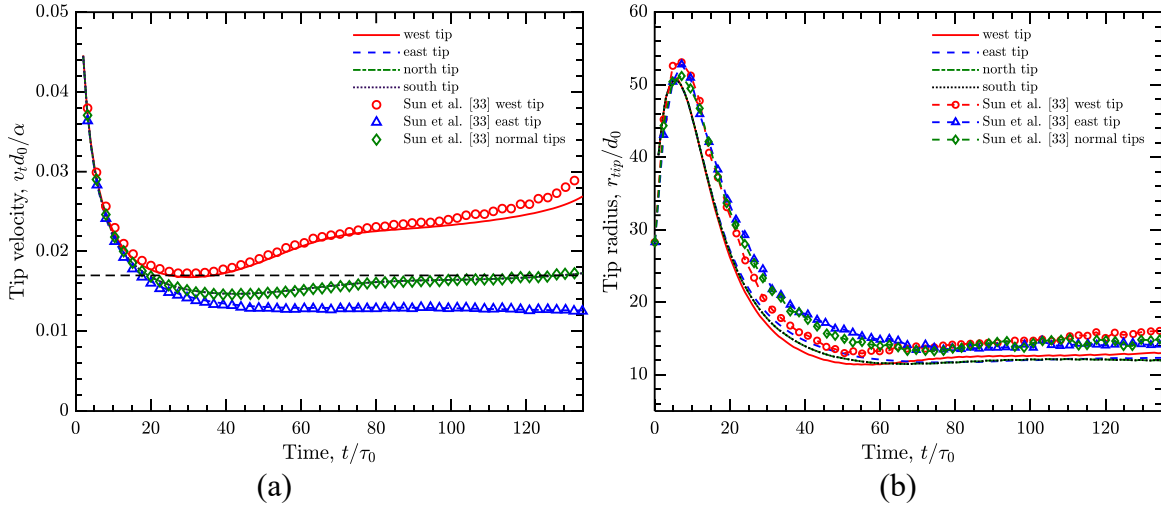 0.05
0.04
0.03
0.02
0.01
0
0
20
40
60
80
100
120
Tip velocity, v_t d_0/α
Time, t/τ_0
west tip
east tip
north tip
south tip
Sun et al. [33] west tip
Sun et al. [33] east tip
Sun et al. [33] normal tips
(a)
60
50
40
30
20
10
0
20
40
60
80
100
120
Tip radius, r_{tip}/d_0
Time, t/τ_0
west tip
east tip
north tip
south tip
Sun et al. [33] west tip
Sun et al. [33] east tip
Sun et al. [33] normal tips
(b)